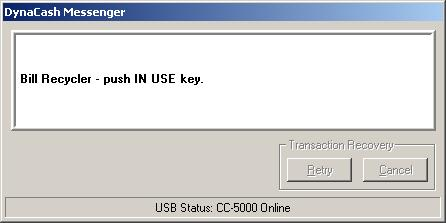 DynaCash Messenger
Bill Recycler - push IN USE key.
Transaction Recovery
Retry Cancel
USB Status: CC-5000 Online